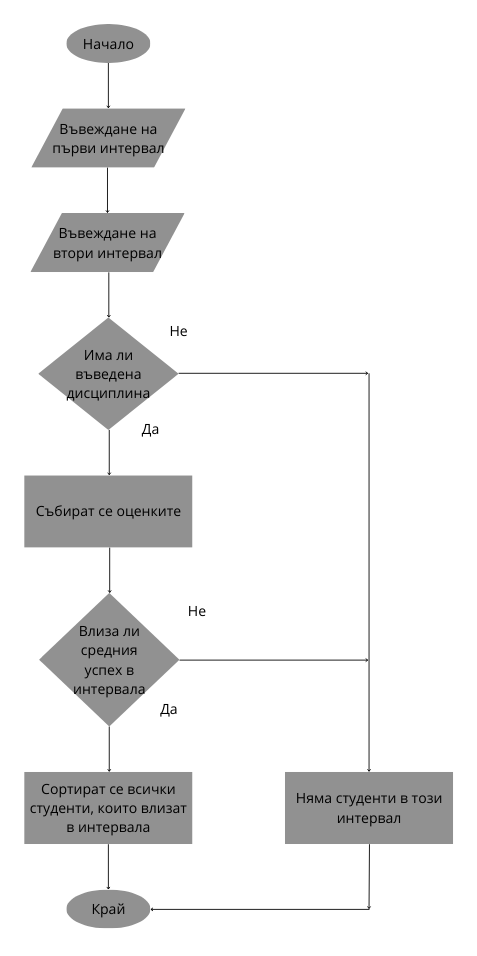 Начало
Въвеждане на
първи интервал
Въвеждане на
втори интервал
Не
Има ли
въведена
дисциплина
Да
Събират се оценките
Не
Влиза ли
средния
успех в
интервала
Да
Сортират се всички
студенти, които влизат
в интервала
Няма студенти в този
интервал
Край